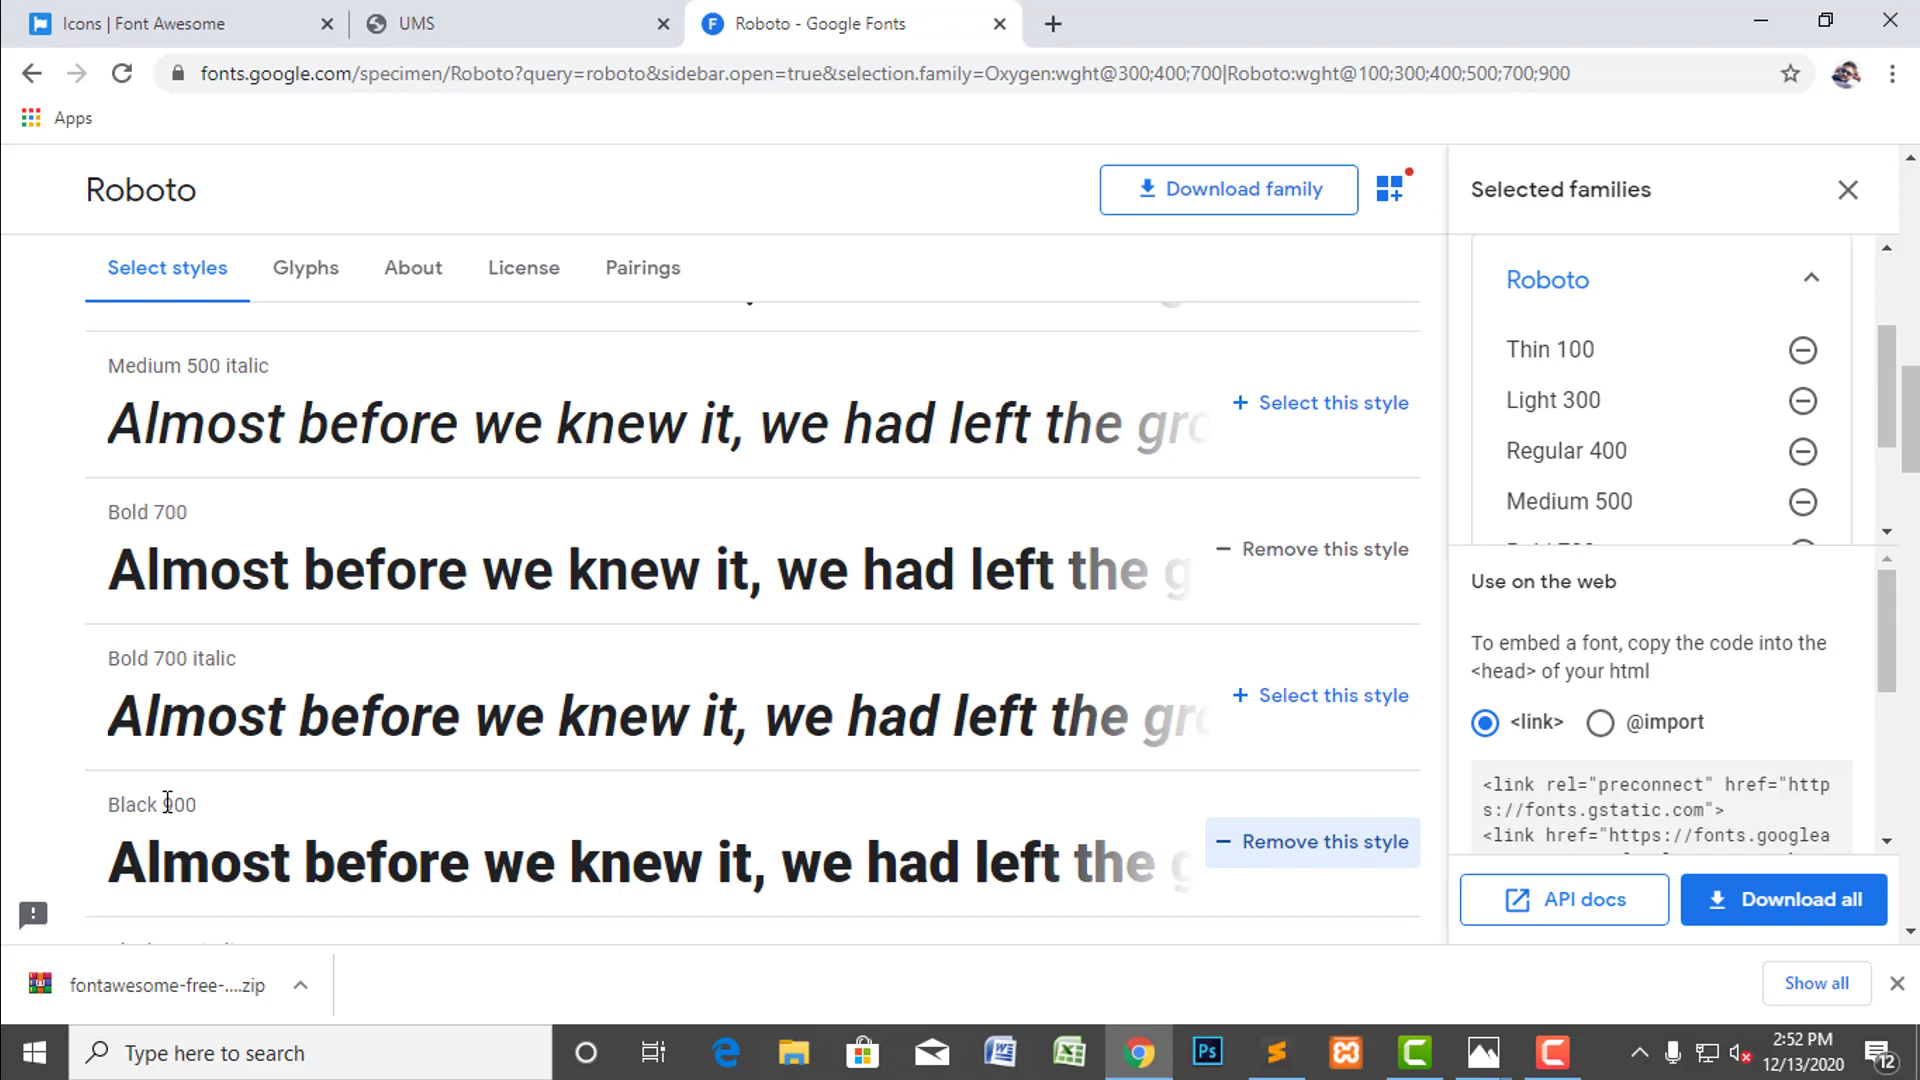 Icons | Font Awesome
UMS
Roboto - Google Fonts
fonts.google.com/specimen/Roboto?query=roboto&sidebar.open=true&selection.family=Oxygen:wght@300;400;700|Roboto:wght@100;300;400;500;700;900
Apps
Roboto
Download family
Selected families
Select styles
Glyphs
About
License
Pairings
Roboto
Thin 100
Light 300
Regular 400
Medium 500
Medium 500 italic
Almost before we knew it, we had left the gro
Select this style
Bold 700
Almost before we knew it, we had left the g
Remove this style
Bold 700 italic
Almost before we knew it, we had left the gro
Select this style
Black 900
Almost before we knew it, we had left the g
Remove this style
Use on the web
To embed a font, copy the code into the
<head> of your html
<link>
@import
<link rel="preconnect" href="http
s://fonts.gstatic.com">
<link href="https://fonts.googlea
API docs
Download all
fontawesome-free-....zip
Show all
Type here to search
2:52 PM
12/13/2020
12